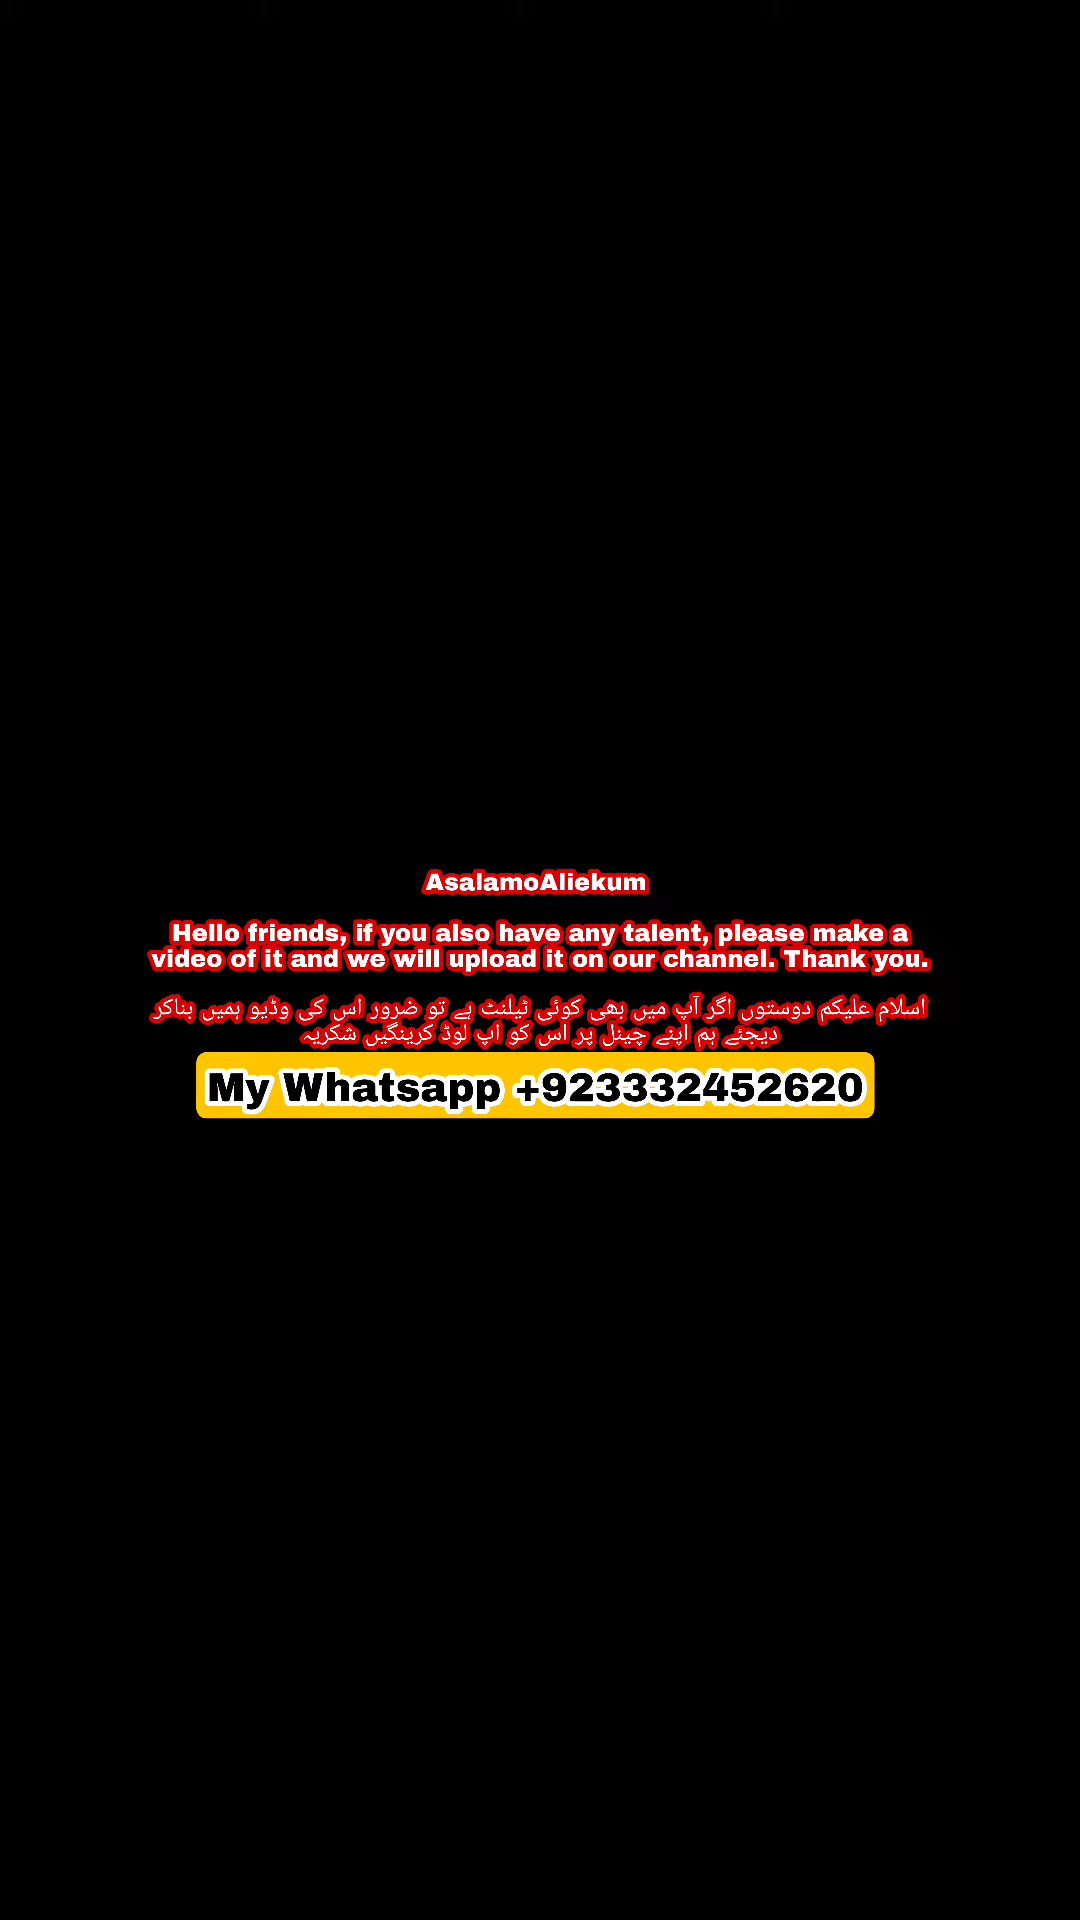 AsalamoAliekum
Hello friends, if you also have any talent, please make a
video of it and we will upload it on our channel. Thank you.
اسلام علیکم دوستوں اگر آپ میں بھی کوئی ٹیلنٹ ہے تو ضرور اس کی وڈیو ہمیں بناکر
دیجئے ہم اپنے چینل پر اس کو اپ لوڈ کرینگیں شکریہ
My Whatsapp +923332452620